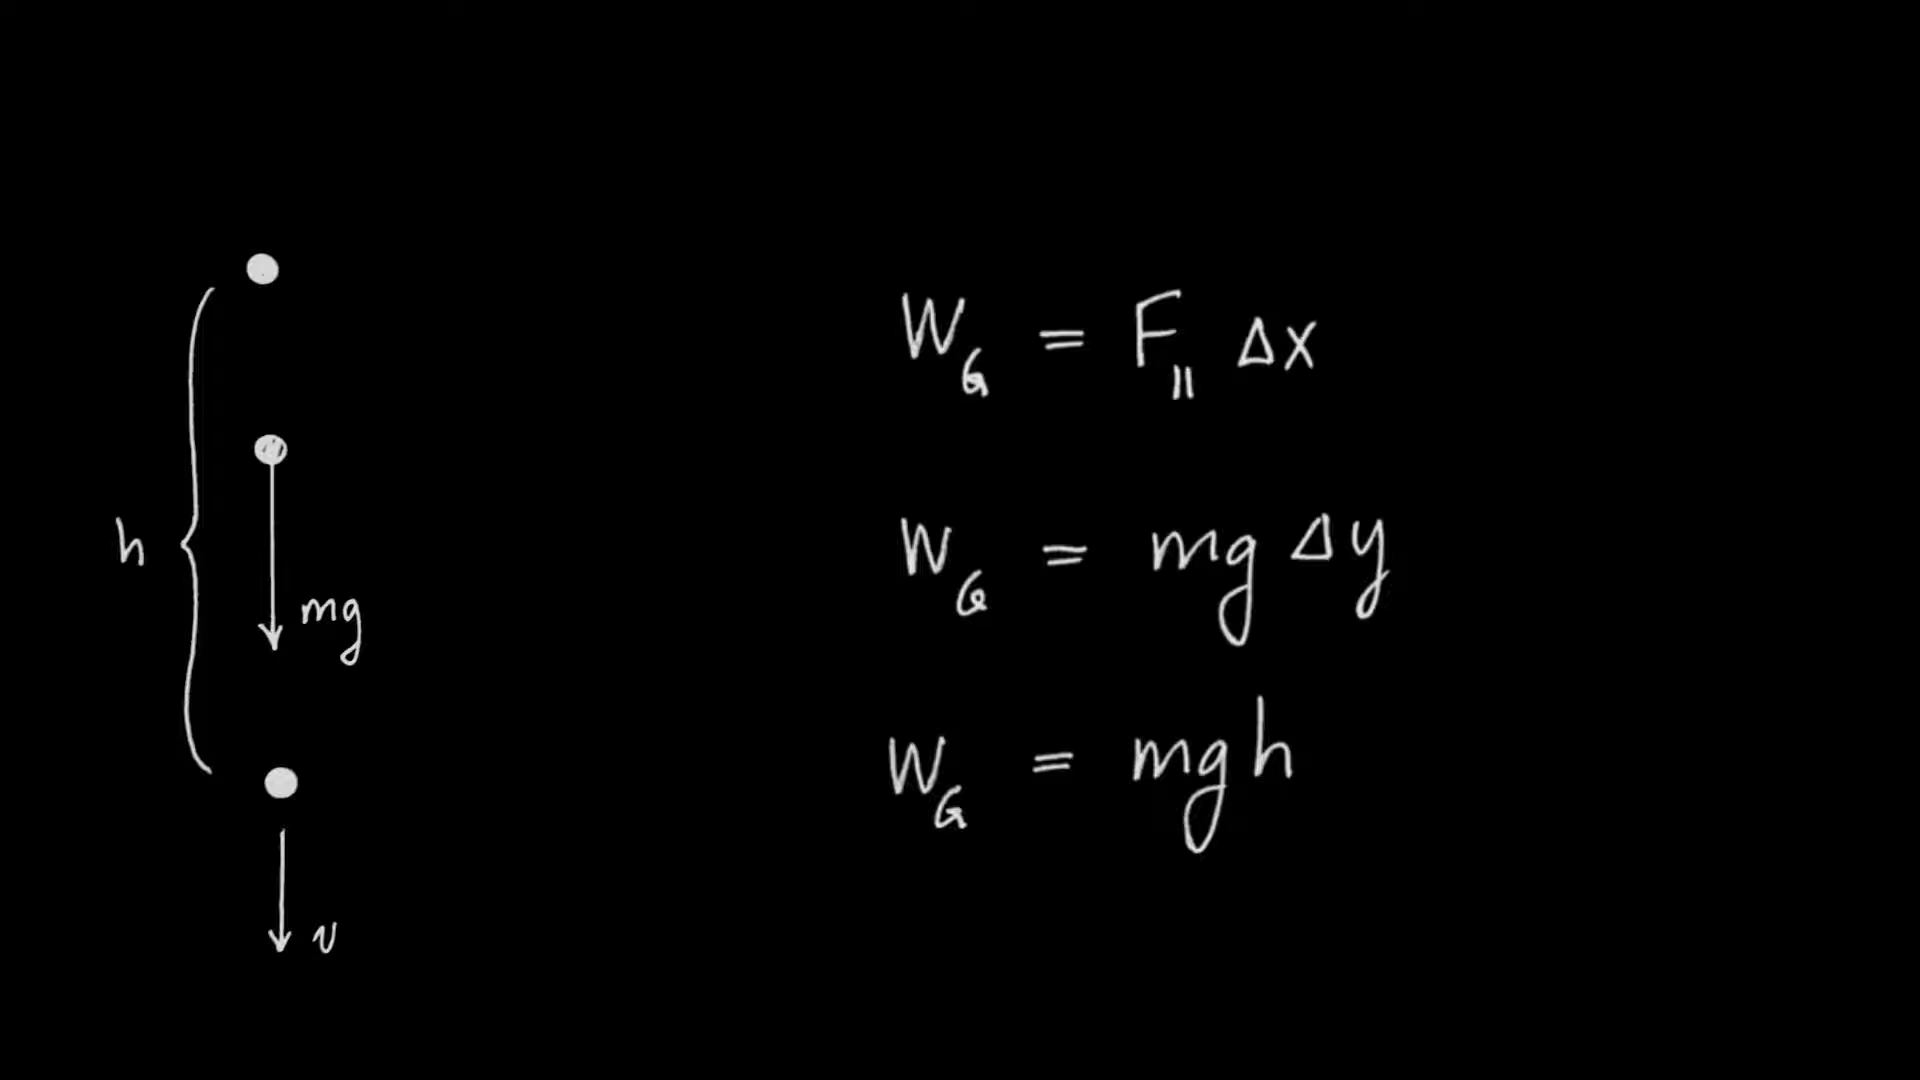 W_G = F_{||} Δx
W_G = mg Δy
h
mg
W_G = mgh
v